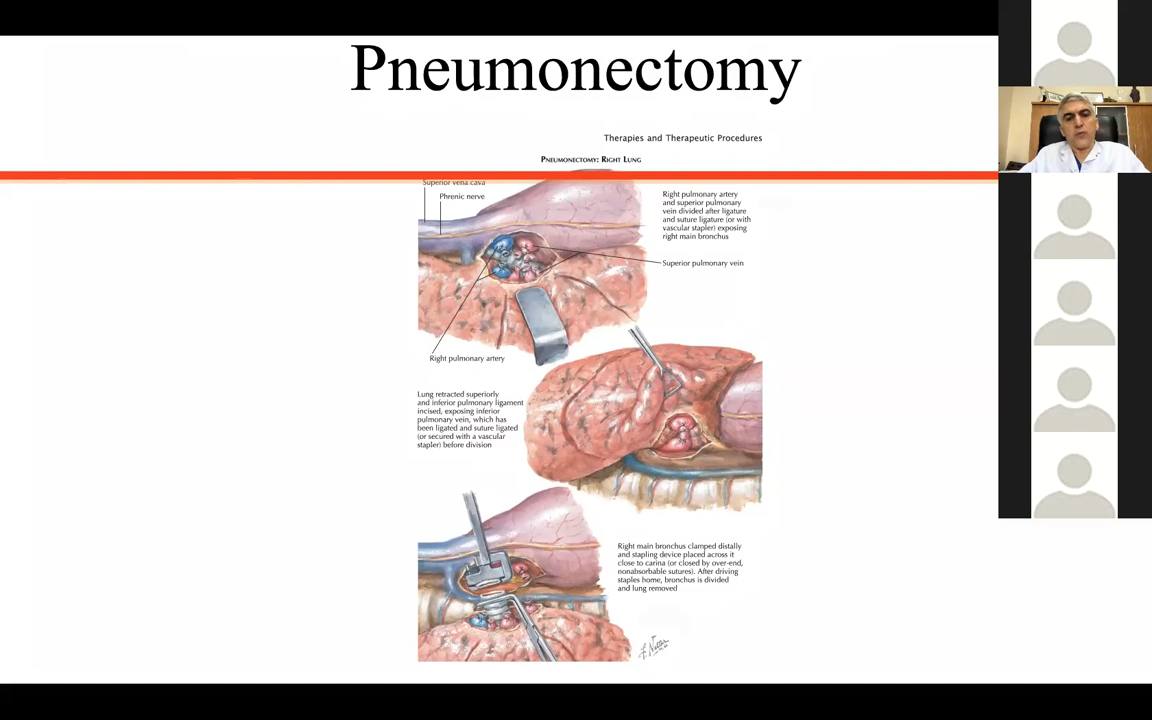 Pneumonectomy
Therapies and Therapeutic Procedures
PNEUMONECTOMY: RIGHT LUNG
Superior vena cava
Phrenic nerve
Right pulmonary artery
and superior pulmonary
vein divided after ligature
and suture ligature (or with
vascular stapler) exposing
right main bronchus
Superior pulmonary vein
Right pulmonary artery
Lung retracted superiorly
and inferior pulmonary ligament
incised, exposing inferior
pulmonary vein, which has
been ligated and suture ligated
(or secured with a vascular
stapler) before division
Right main bronchus clamped distally
and stapling device placed across it
close to carina (or closed by over-end,
nonabsorbable sutures). After driving
staples home, bronchus is divided
and lung removed
F. Netter